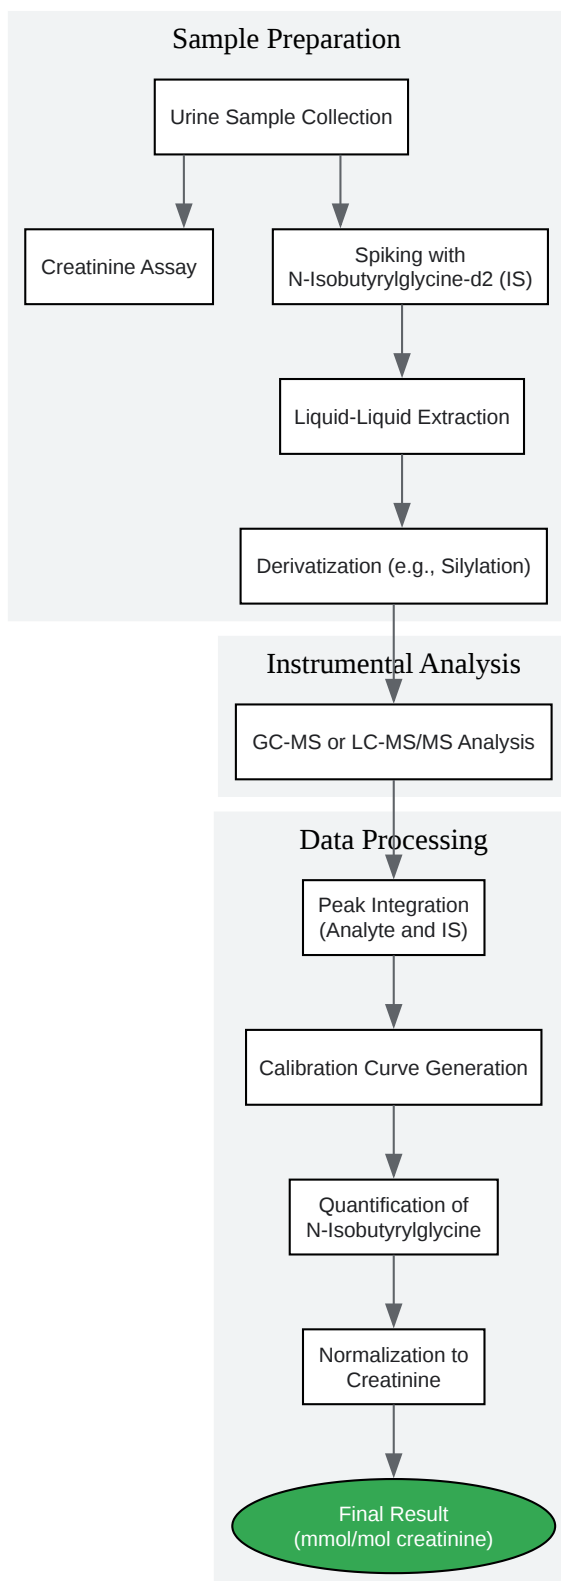 Sample Preparation
Urine Sample Collection
Creatinine Assay
Spiking with
N-Isobutyrylglycine-d2 (IS)
Liquid-Liquid Extraction
Derivatization (e.g., Silylation)
Instrumental Analysis
GC-MS or LC-MS/MS Analysis
Data Processing
Peak Integration
(Analyte and IS)
Calibration Curve Generation
Quantification of
N-Isobutyrylglycine
Normalization to
Creatinine
Final Result
(mmol/mol creatinine)